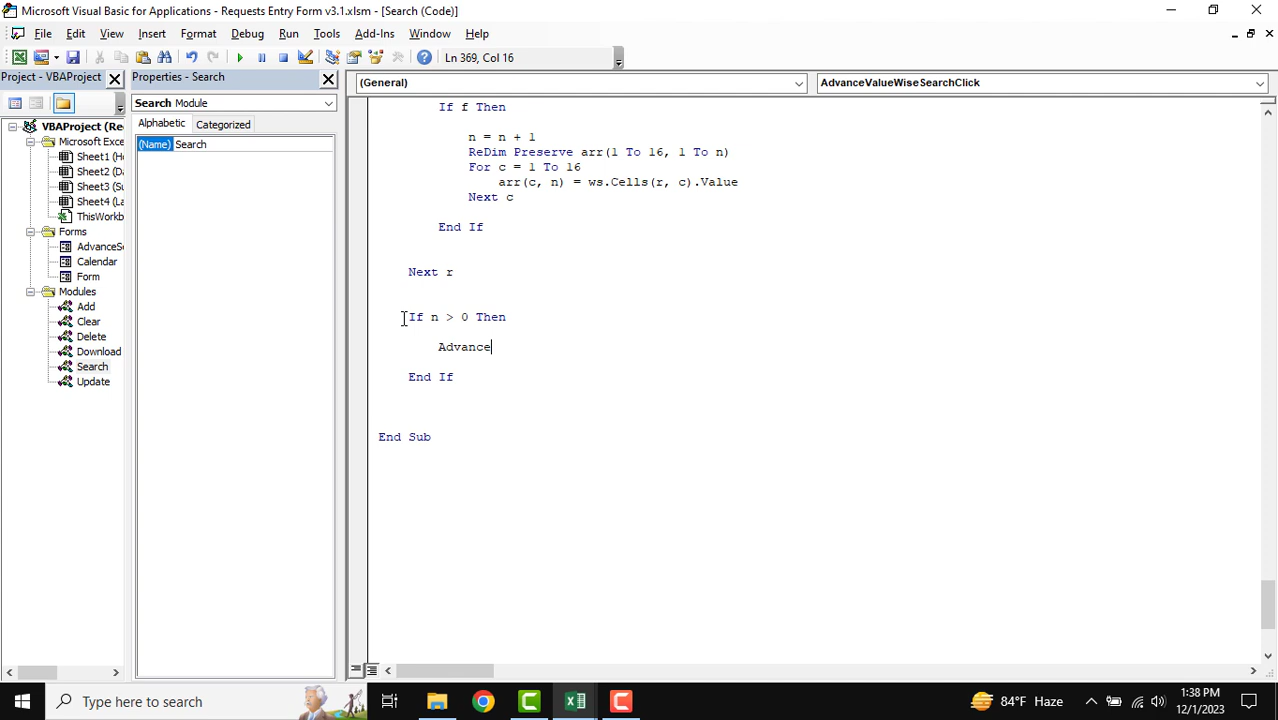 Microsoft Visual Basic for Applications - Requests Entry Form v3.1.xlsm - [Search (Code)]
File Edit View Insert Format Debug Run Tools Add-Ins Window Help
Ln 369, Col 16
Project - VBAProject
Properties - Search
(General)
AdvanceValueWiseSearchClick
Search Module
Alphabetic Categorized
(Name) Search
VBAProject (Re
Microsoft Exce
Sheet1 (H
Sheet2 (Da
Sheet3 (Su
Sheet4 (La
ThisWorkb
Forms
AdvanceSe
Calendar
Form
Modules
Add
Clear
Delete
Download
Search
Update
If f Then
n = n + 1
ReDim Preserve arr(1 To 16, 1 To n)
For c = 1 To 16
arr(c, n) = ws.Cells(r, c).Value
Next c
End If
Next r
If n > 0 Then
Advance
End If
End Sub
Type here to search
84°F Haze
1:38 PM
12/1/2023